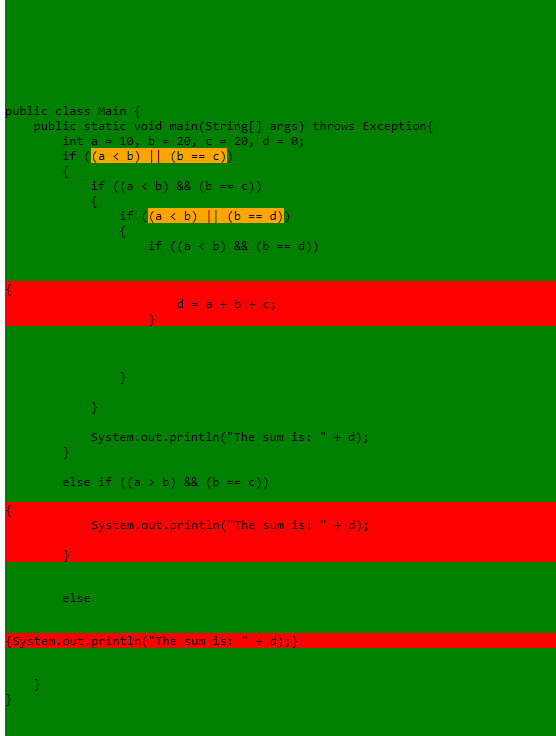 public class Main {
    public static void main(String[] args) throws Exception{
        int a = 10, b = 20, c = 20, d = 0;
        if ((a < b) || (b == c))
        {
            if ((a < b) && (b == c))
            {
                if ((a < b) || (b == d))
                {
                    if ((a < b) && (b == d))
{
                        d = a + b + c;
                    }
                }
            }
            System.out.println("The sum is: " + d);
        }
        else if ((a > b) && (b == c))
{
            System.out.println("The sum is: " + d);
        }
        else
{System.out.println("The sum is: " + d);}
    }
}